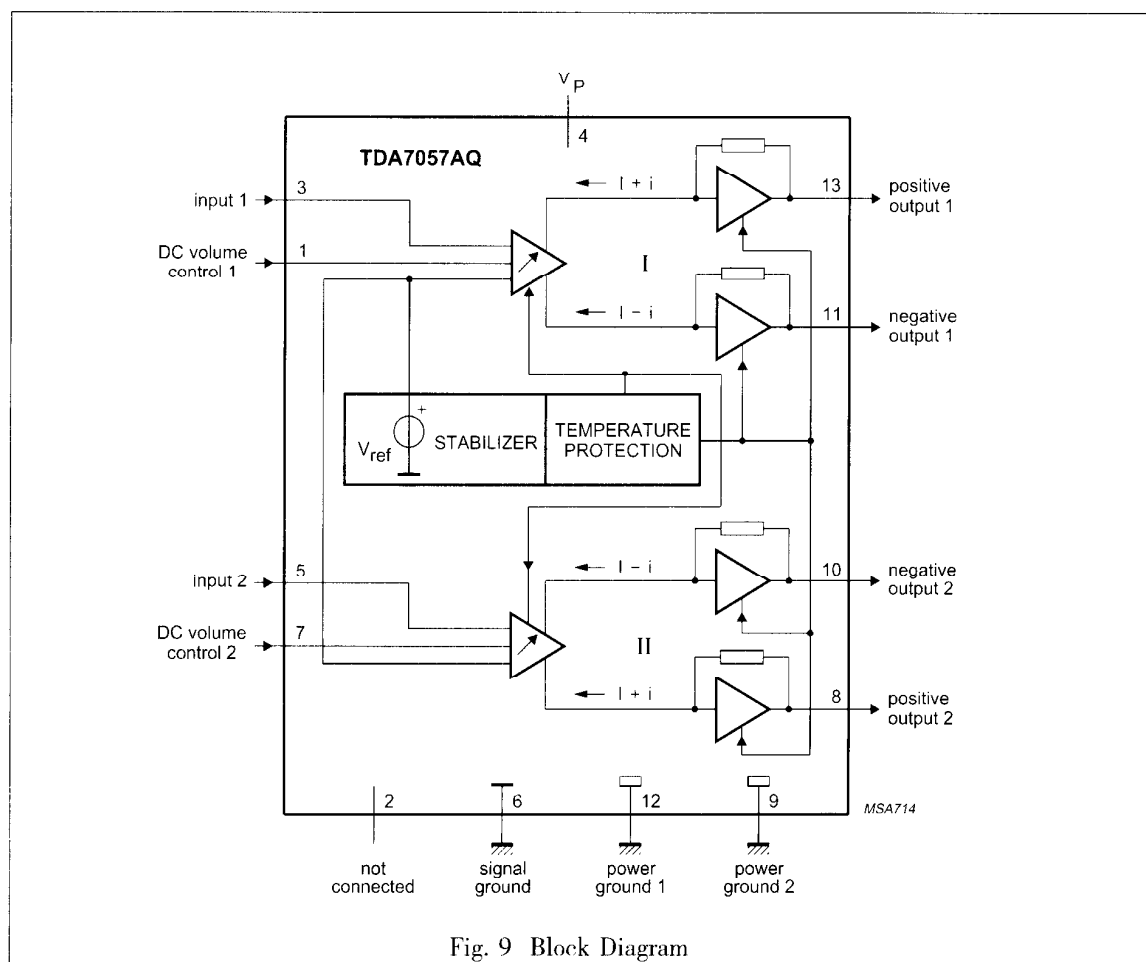 V P
4
TDA7057AQ
I + i
13
positive
output 1
input 1
3
DC volume
control 1
1
I
I – i
11
negative
output 1
+
V ref
STABILIZER
TEMPERATURE
PROTECTION
input 2
5
I – i
10
negative
output 2
DC volume
control 2
7
II
I + i
8
positive
output 2
2
6
12
9
MSA714
not
connected
signal
ground
power
ground 1
power
ground 2
Fig. 9 Block Diagram